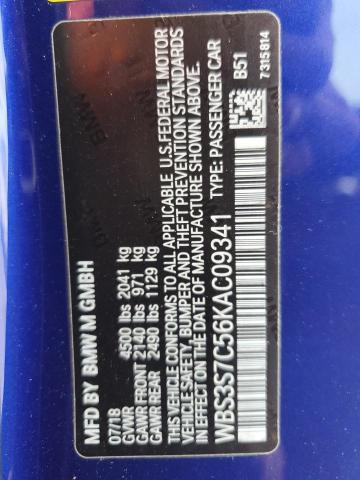 MFD BY BMW M GMBH
07/18
GVWR 4500 lbs 2041 kg
GAWR FRONT 2140 lbs 971 kg
GAWR REAR 2490 lbs 1129 kg
THIS VEHICLE CONFORMS TO ALL APPLICABLE U.S.FEDERAL MOTOR
VEHICLE SAFETY, BUMPER AND THEFT PREVENTION STANDARDS
IN EFFECT ON DATE OF MANUFACTURE SHOWN ABOVE.
WBS3S7C56KAC09341 TYPE: PASSENGER CAR
B51
7315814